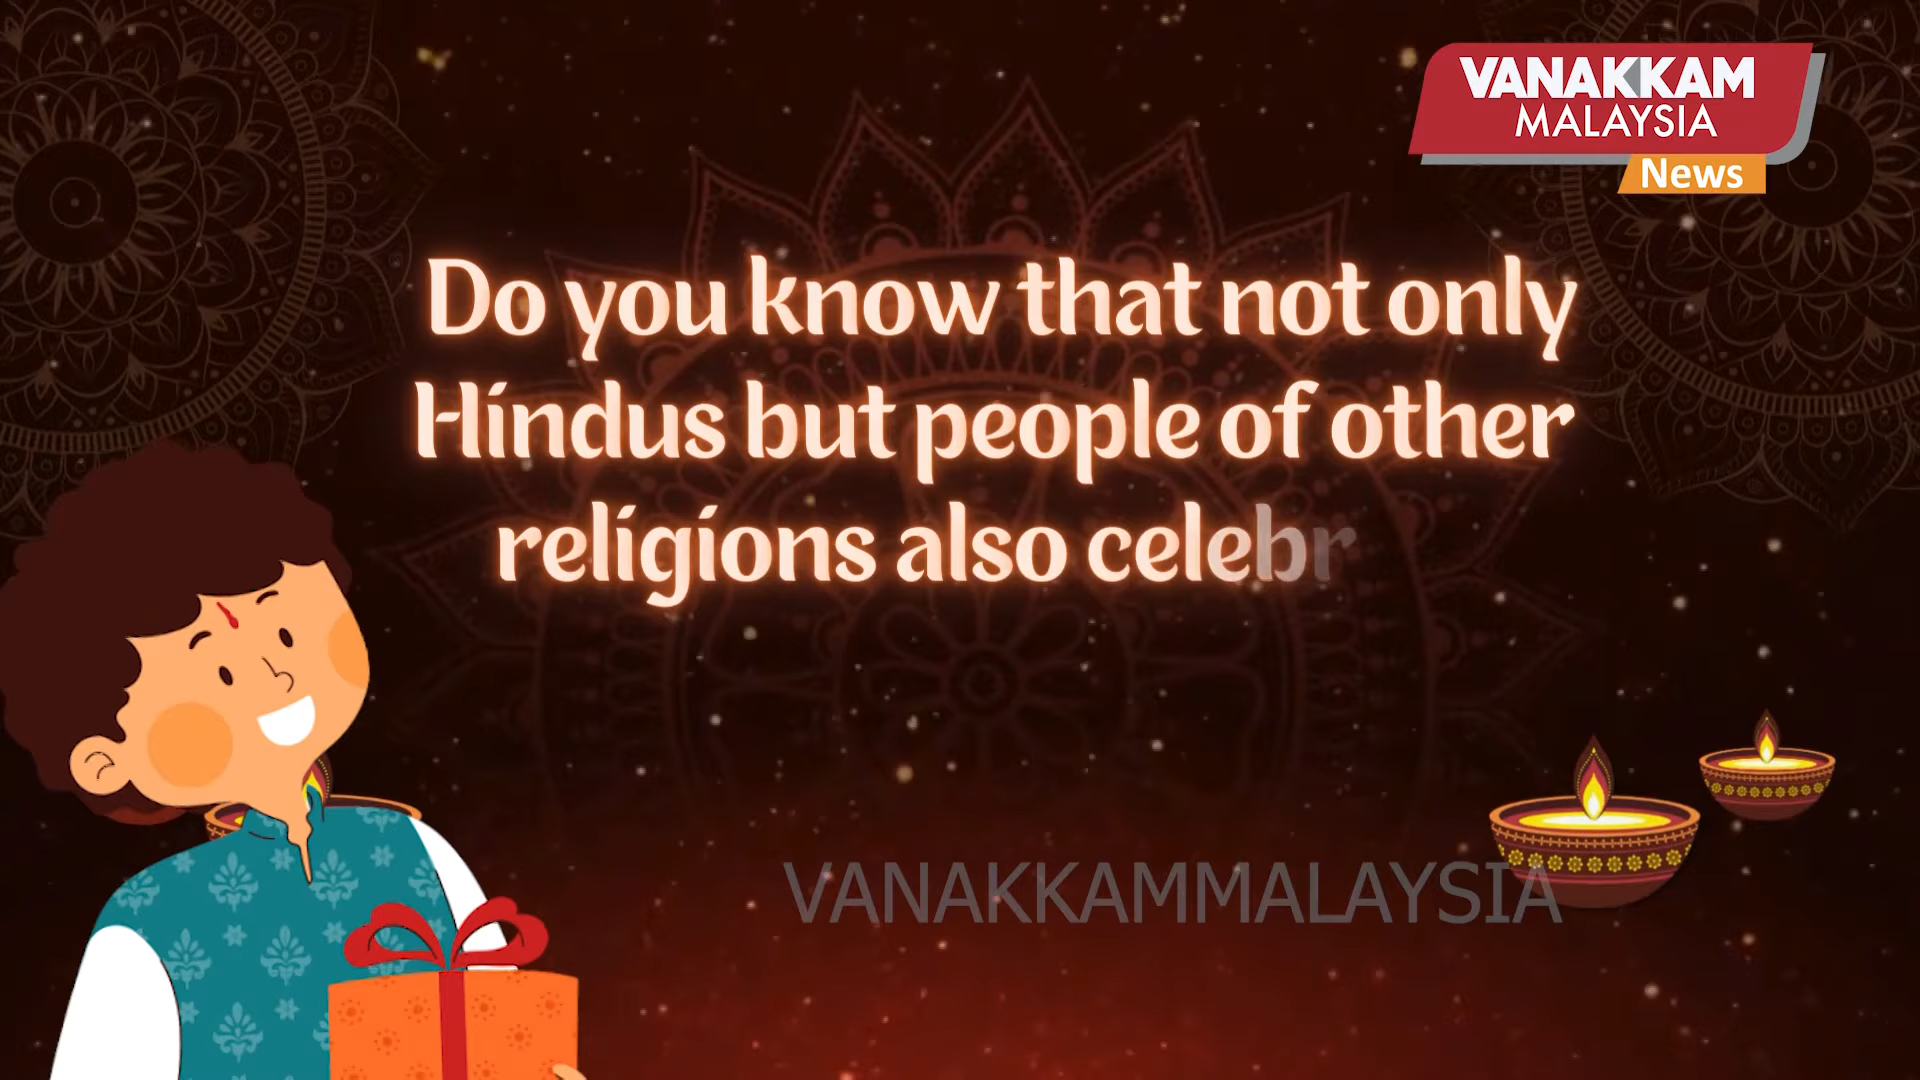 VANAKKAM
MALAYSIA
News
Do you know that not only
Hindus but people of other
religions also celebr
VANAKKAMMALAYSIA